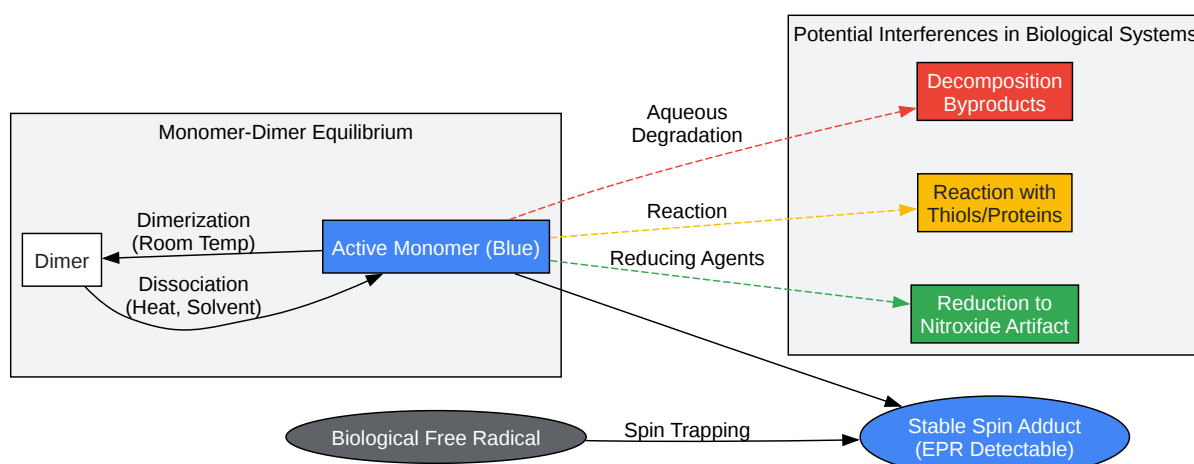 Potential Interferences in Biological Systems
Decomposition
Byproducts
Aqueous
Degradation
Monomer-Dimer Equilibrium
Reaction with
Thiols/Proteins
Reaction
Dimerization
(Room Temp)
Active Monomer (Blue)
Dimer
Reducing Agents
Dissociation
(Heat, Solvent)
Reduction to
Nitroxide Artifact
Biological Free Radical
Spin Trapping
Stable Spin Adduct
(EPR Detectable)